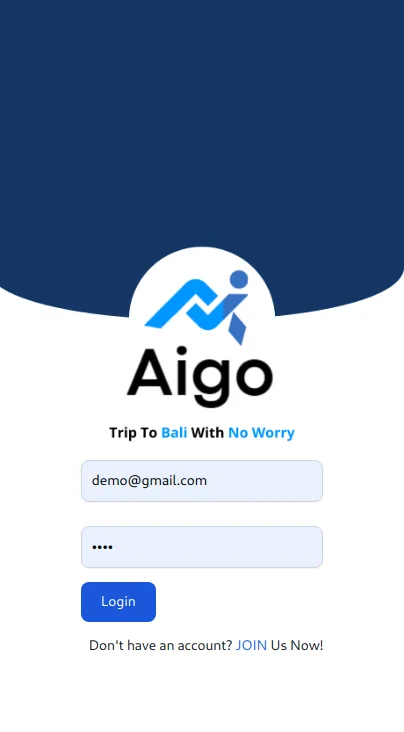 Aigo
Trip To Bali With No Worry
demo@gmail.com
••••
Login
Don't have an account? JOIN Us Now!